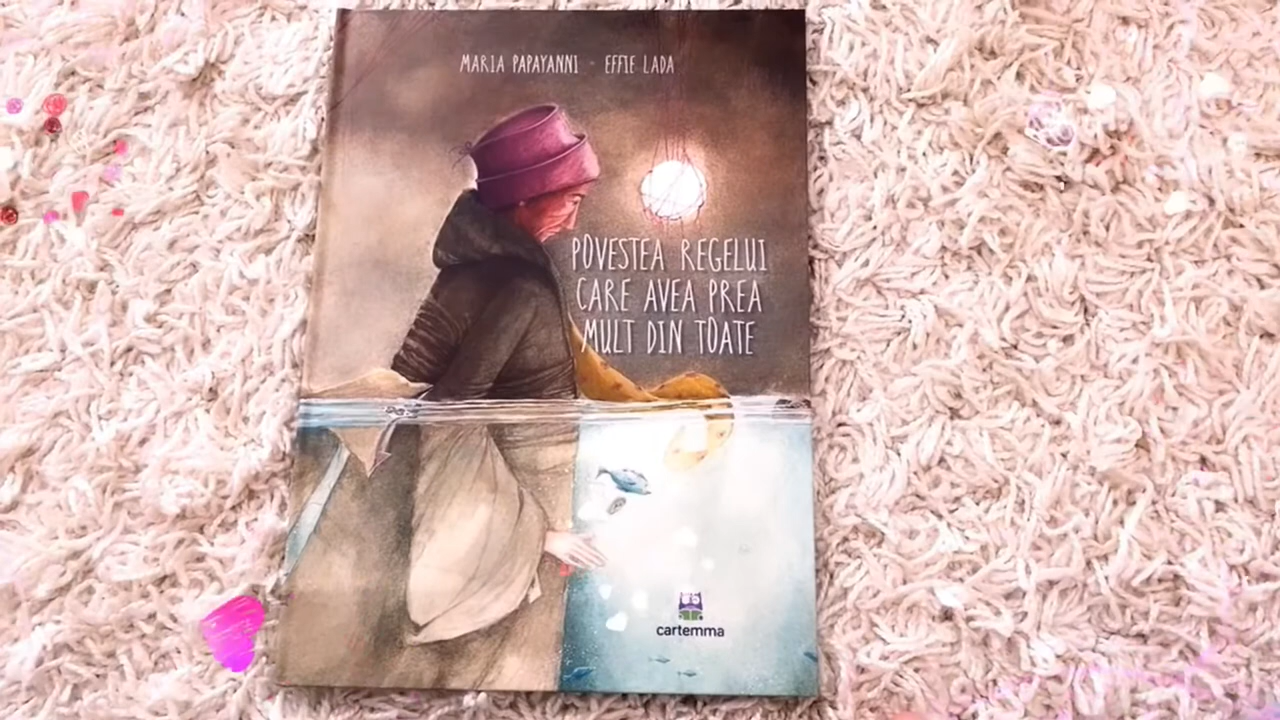 MARIA PAPAYANNI - EFFIE LADA
POVESTEA REGELUI
CARE AVEA PREA
MULT DIN TOATE
cartemma